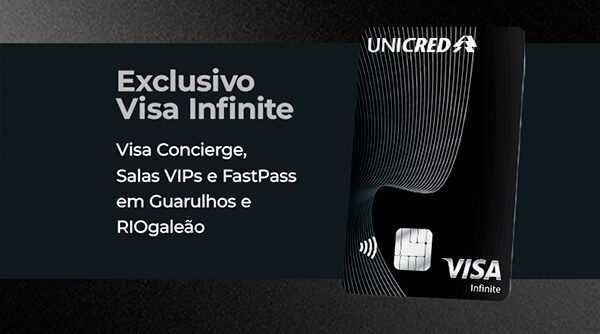 Exclusivo
Visa Infinite
Visa Concierge,
Salas VIPs e FastPass
em Guarulhos e
RIOgaleão
UNICRED
VISA
Infinite